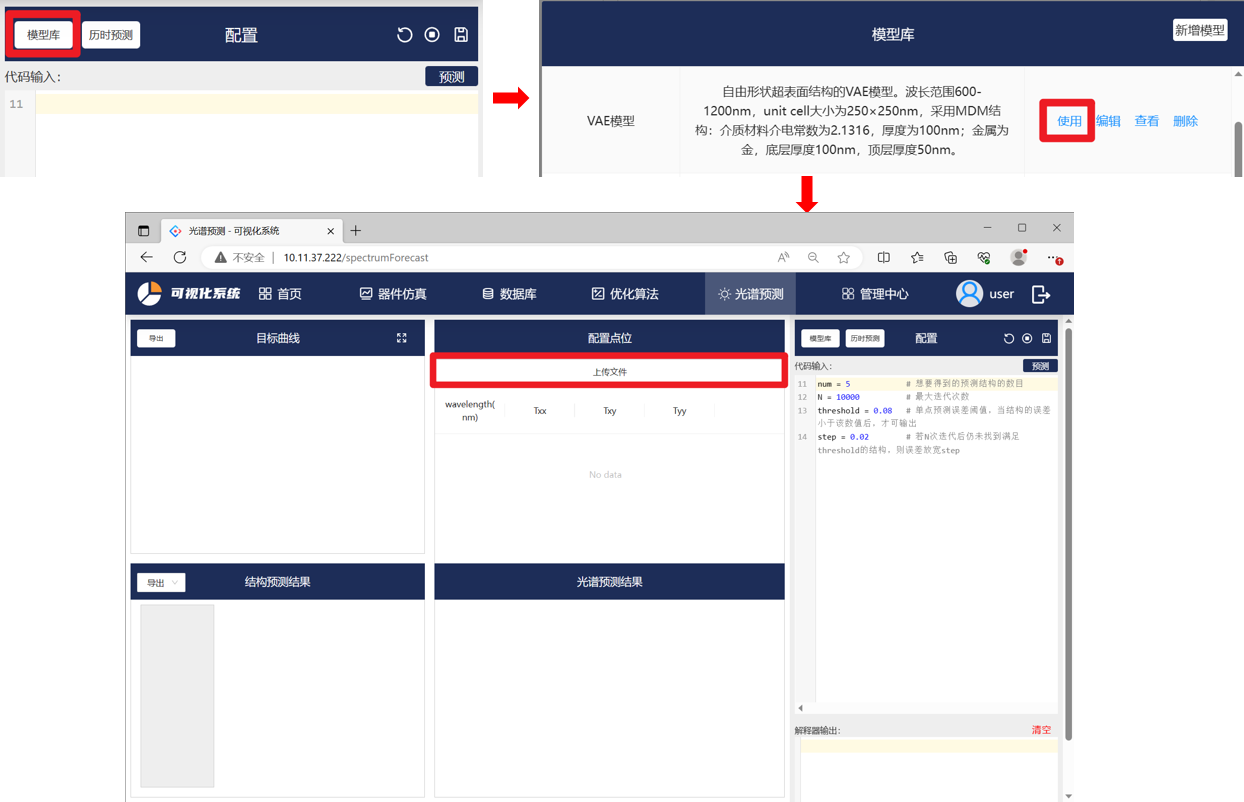 模型库
历时预测
配置
代码输入：
预测
11
模型库
新增模型
VAE模型
自由形状超表面结构的VAE模型。波长范围600-
1200nm，unit cell大小为250×250nm，采用MDM结
构：介质材料介电常数为2.1316，厚度为100nm；金属为
金，底层厚度100nm，顶层厚度50nm。
使用 编辑 查看 删除
光谱预测 - 可视化系统
不安全 | 10.11.37.222/spectrumForecast
可视化系统 首页 器件仿真 数据库 优化算法 光谱预测 管理中心 user
导出
目标曲线
配置点位
上传文件
wavelength(
nm)
Txx
Txy
Tyy
No data
导出
结构预测结果
光谱预测结果
模型库
历时预测
配置
代码输入：
预测
11 num = 5 # 想要得到的预测结构的数目
12 N = 10000 # 最大迭代次数
13 threshold = 0.08 # 单点预测误差阈值，当结构的误差
小于该数值后，才可输出
14 step = 0.02 # 若N次迭代后仍未找到满足
threshold的结构，则误差放宽step
解释器输出：
清空